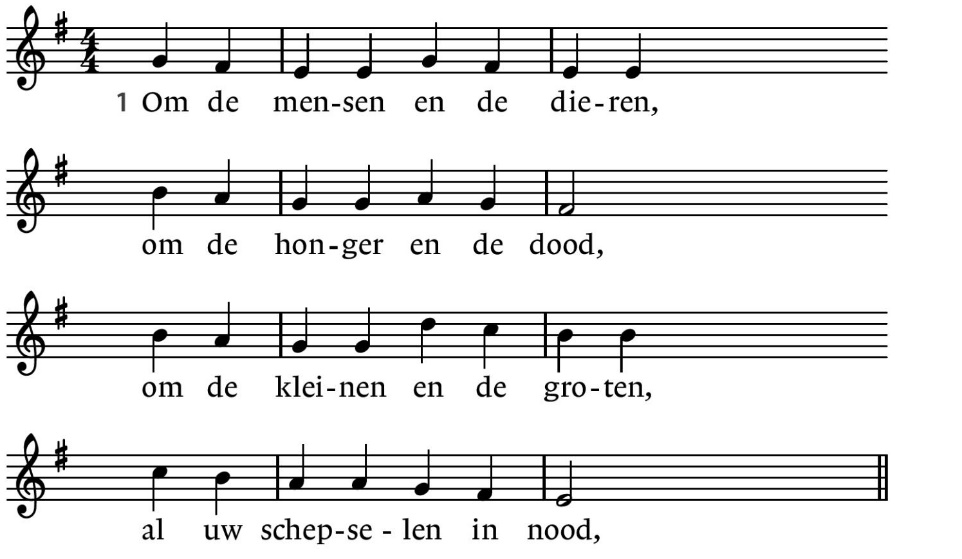 1 Om de men-sen en de die-ren,
om de hon-ger en de dood,
om de klei-nen en de gro-ten,
al uw schep-se-len in nood,